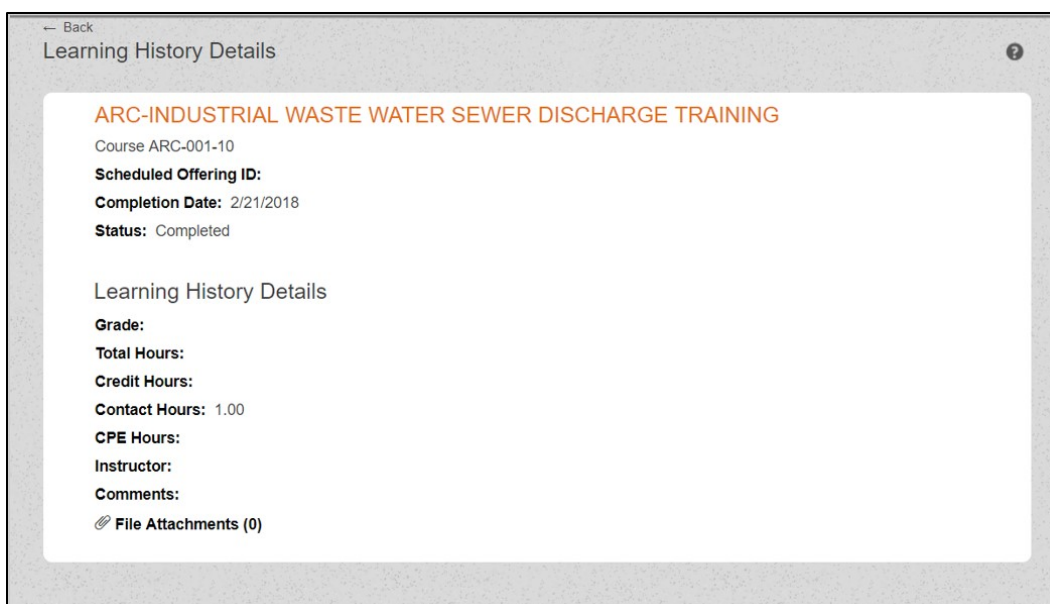 ← Back
Learning History Details
?
ARC-INDUSTRIAL WASTE WATER SEWER DISCHARGE TRAINING
Course ARC-001-10
Scheduled Offering ID:
Completion Date: 2/21/2018
Status: Completed
Learning History Details
Grade:
Total Hours:
Credit Hours:
Contact Hours: 1.00
CPE Hours:
Instructor:
Comments:
File Attachments (0)